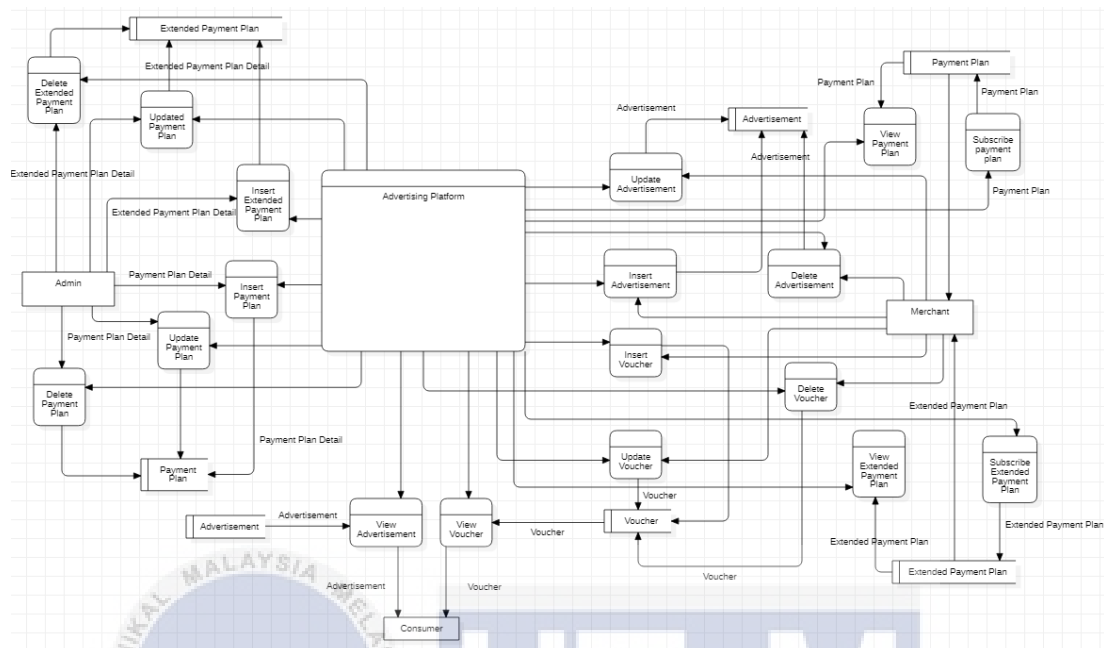 Extended Payment Plan
Extended Payment Plan Detail
Delete
Extended
Payment
Plan
Updated
Payment
Plan
Extended Payment Plan Detail
Insert
Extended
Payment
Plan
Extended Payment Plan Detail
Advertising Platform
Admin
Payment Plan Detail
Insert
Payment
Plan
Payment Plan Detail
Update
Payment
Plan
Delete
Payment
Plan
Payment Plan Detail
Payment
Plan
Advertisement
Advertisement
View
Advertisement
View
Voucher
Advertisement
Voucher
Consumer
Payment Plan
Payment Plan
Payment Plan
View
Payment
Plan
Subscribe
payment
plan
Payment Plan
Advertisement
Advertisement
Advertisement
Update
Advertisement
Insert
Advertisement
Delete
Advertisement
Merchant
Insert
Voucher
Delete
Voucher
Extended Payment Plan
Update
Voucher
View
Extended
Payment
Plan
Subscribe
Extended
Payment
Plan
Voucher
Voucher
Voucher
Voucher
Extended Payment Plan
Extended Payment Plan
Extended Payment Plan
MALAYSIA